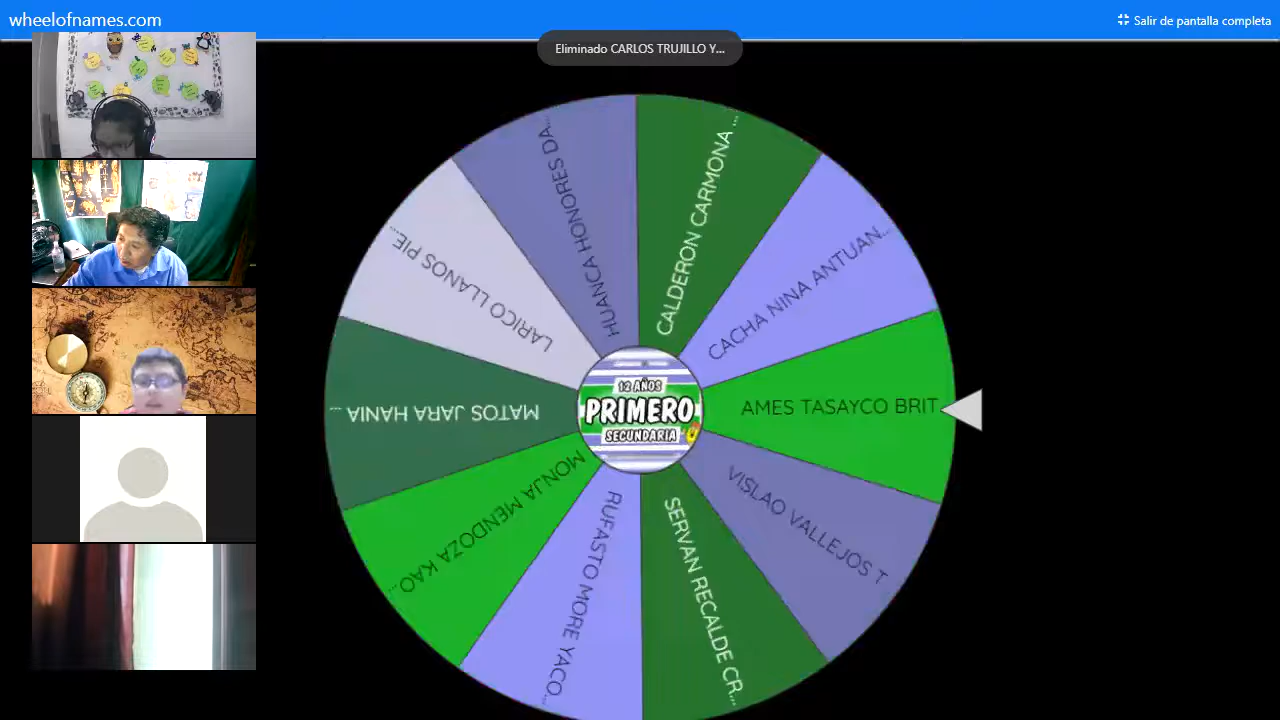 wheelofnames.com
Salir de pantalla completa
Eliminado CARLOS TRUJILLO Y...
HUANCA HONORES DA...
CALDERON CARMONA ...
CACHA NINA ANTUAN...
AMES TASAYCO BRIT
VISLAO VALLEJOS T
SERVAN RECALDE CR...
RUFASTO MORE YACO...
MONJA MENDOZA KAO...
MATOS JARA HANIA ...
LARICO LLANOS PIE...
12 AÑOS
PRIMERO
SECUNDARIA